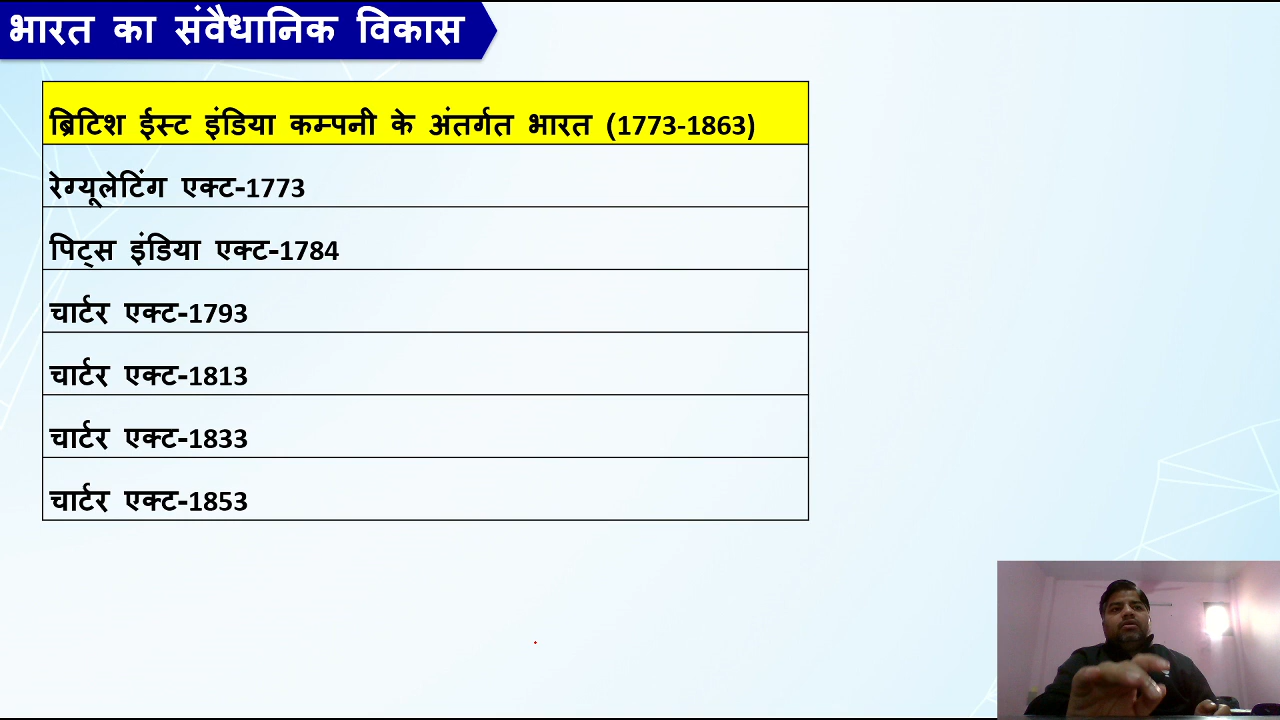 भारत का संवैधानिक विकास
ब्रिटिश ईस्ट इंडिया कम्पनी के अंतर्गत भारत (1773-1863)
रेग्यूलेटिंग एक्ट-1773
पिट्स इंडिया एक्ट-1784
चार्टर एक्ट-1793
चार्टर एक्ट-1813
चार्टर एक्ट-1833
चार्टर एक्ट-1853